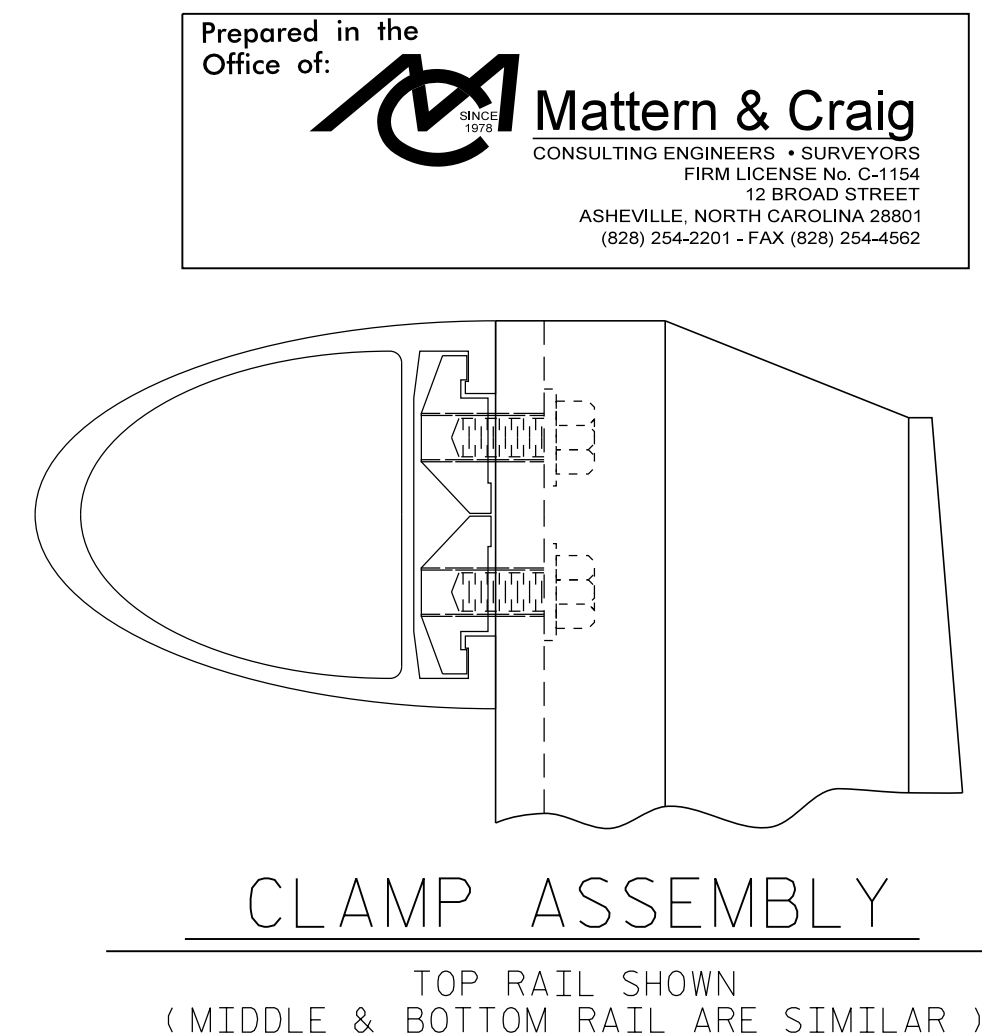 Prepared in the
Office of:
SINCE
1978
Mattern & Craig
CONSULTING ENGINEERS • SURVEYORS
FIRM LICENSE No. C-1154
12 BROAD STREET
ASHEVILLE, NORTH CAROLINA 28801
(828) 254-2201 - FAX (828) 254-4562
CLAMP ASSEMBLY
TOP RAIL SHOWN
( MIDDLE & BOTTOM RAIL ARE SIMILAR )